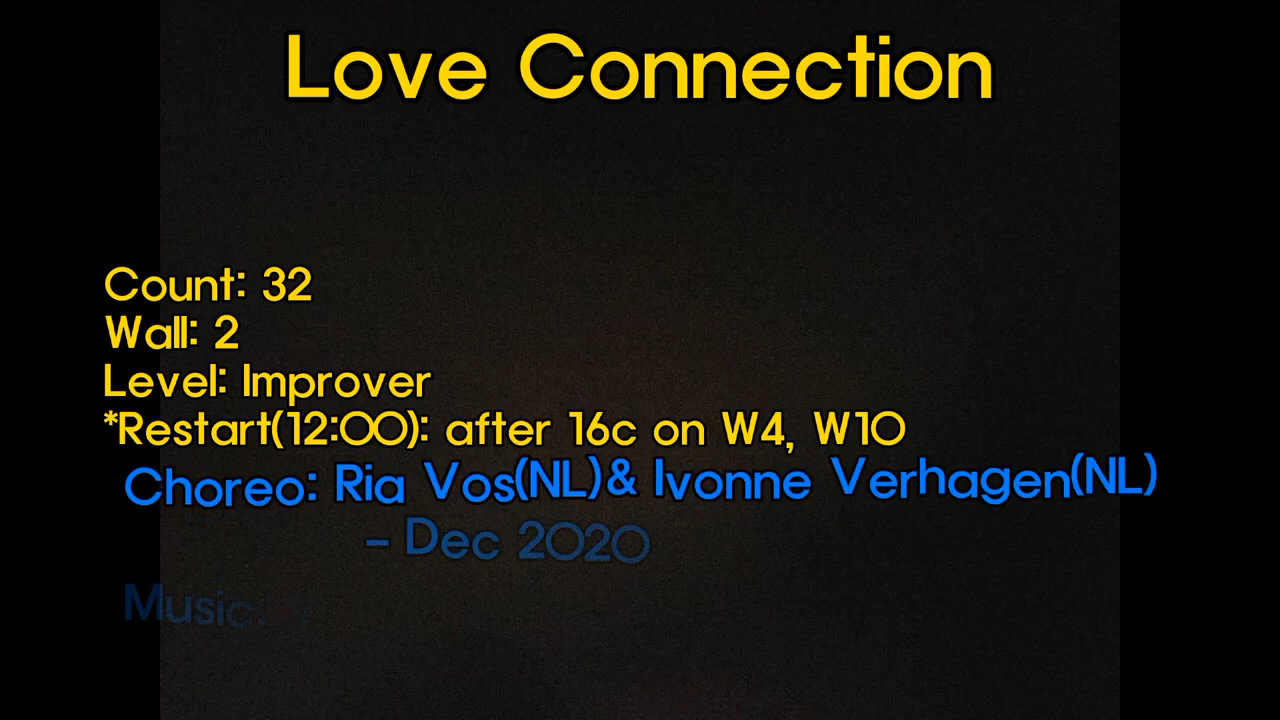 Love Connection
Count: 32
Wall: 2
Level: Improver
*Restart(12:00): after 16c on W4, W10
Choreo: Ria Vos(NL)& Ivonne Verhagen(NL)
- Dec 2020
Music: